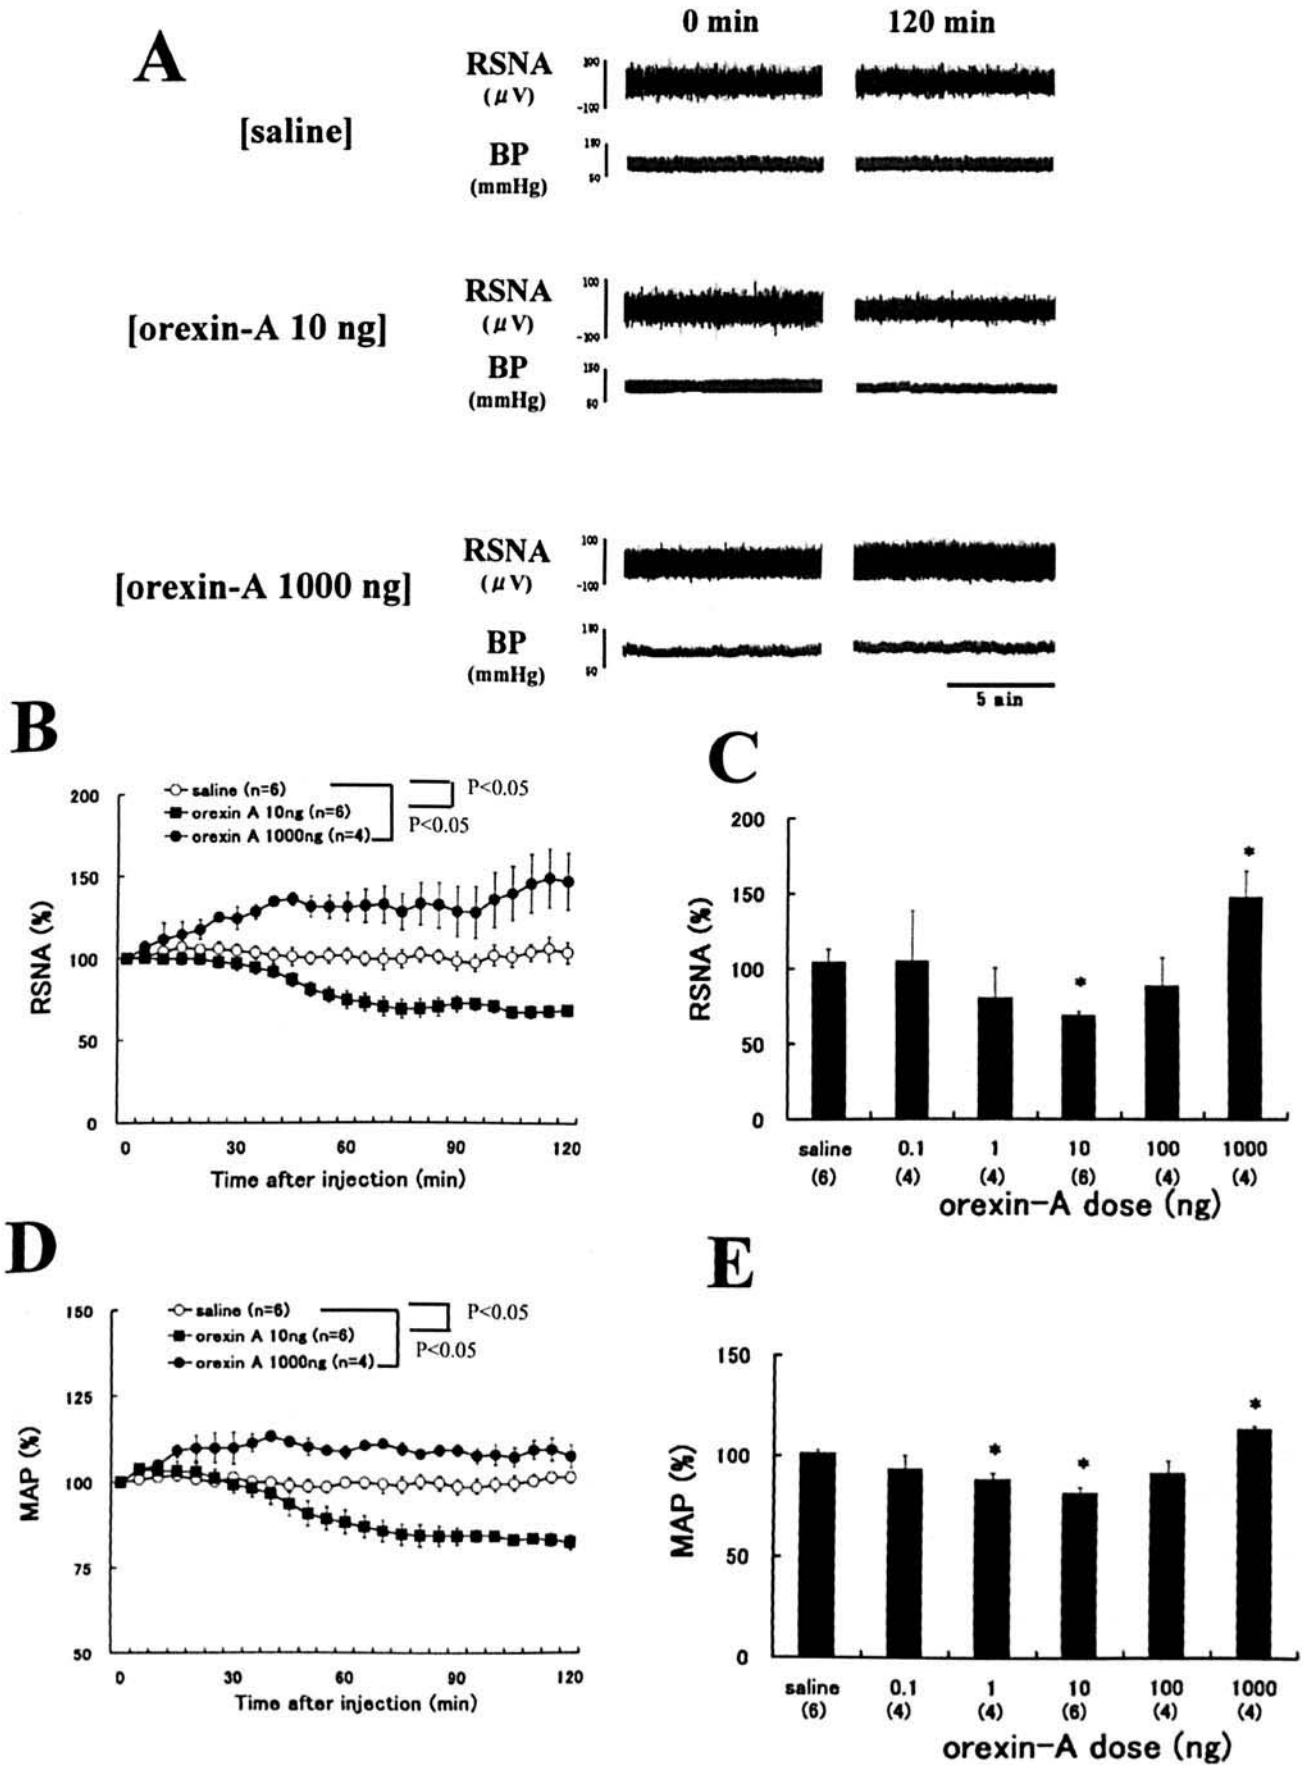 A
0 min 120 min
[saline]
RSNA
(μV)
-100
BP
(mmHg)
[orexin-A 10 ng]
RSNA
(μV)
100
BP
(mmHg)
150
[orexin-A 1000 ng]
RSNA
(μV)
100
-100
BP
(mmHg)
5 min
B
saline (n=6)
orexin A 10ng (n=6)
orexin A 1000ng (n=4)
P<0.05
P<0.05
200
150
100
50
0
RSNA (%)
0 30 60 90 120
Time after injection (min)
C
200
150
100
50
0
RSNA (%)
* *
saline 0.1 1 10 100 1000
(6) (4) (4) (6) (4) (4)
orexin-A dose (ng)
D
saline (n=6)
orexin A 10ng (n=6)
orexin A 1000ng (n=4)
P<0.05
P<0.05
150
125
100
75
50
MAP (%)
0 30 60 90 120
Time after injection (min)
E
150
100
50
0
MAP (%)
* * *
saline 0.1 1 10 100 1000
(6) (4) (4) (6) (4) (4)
orexin-A dose (ng)